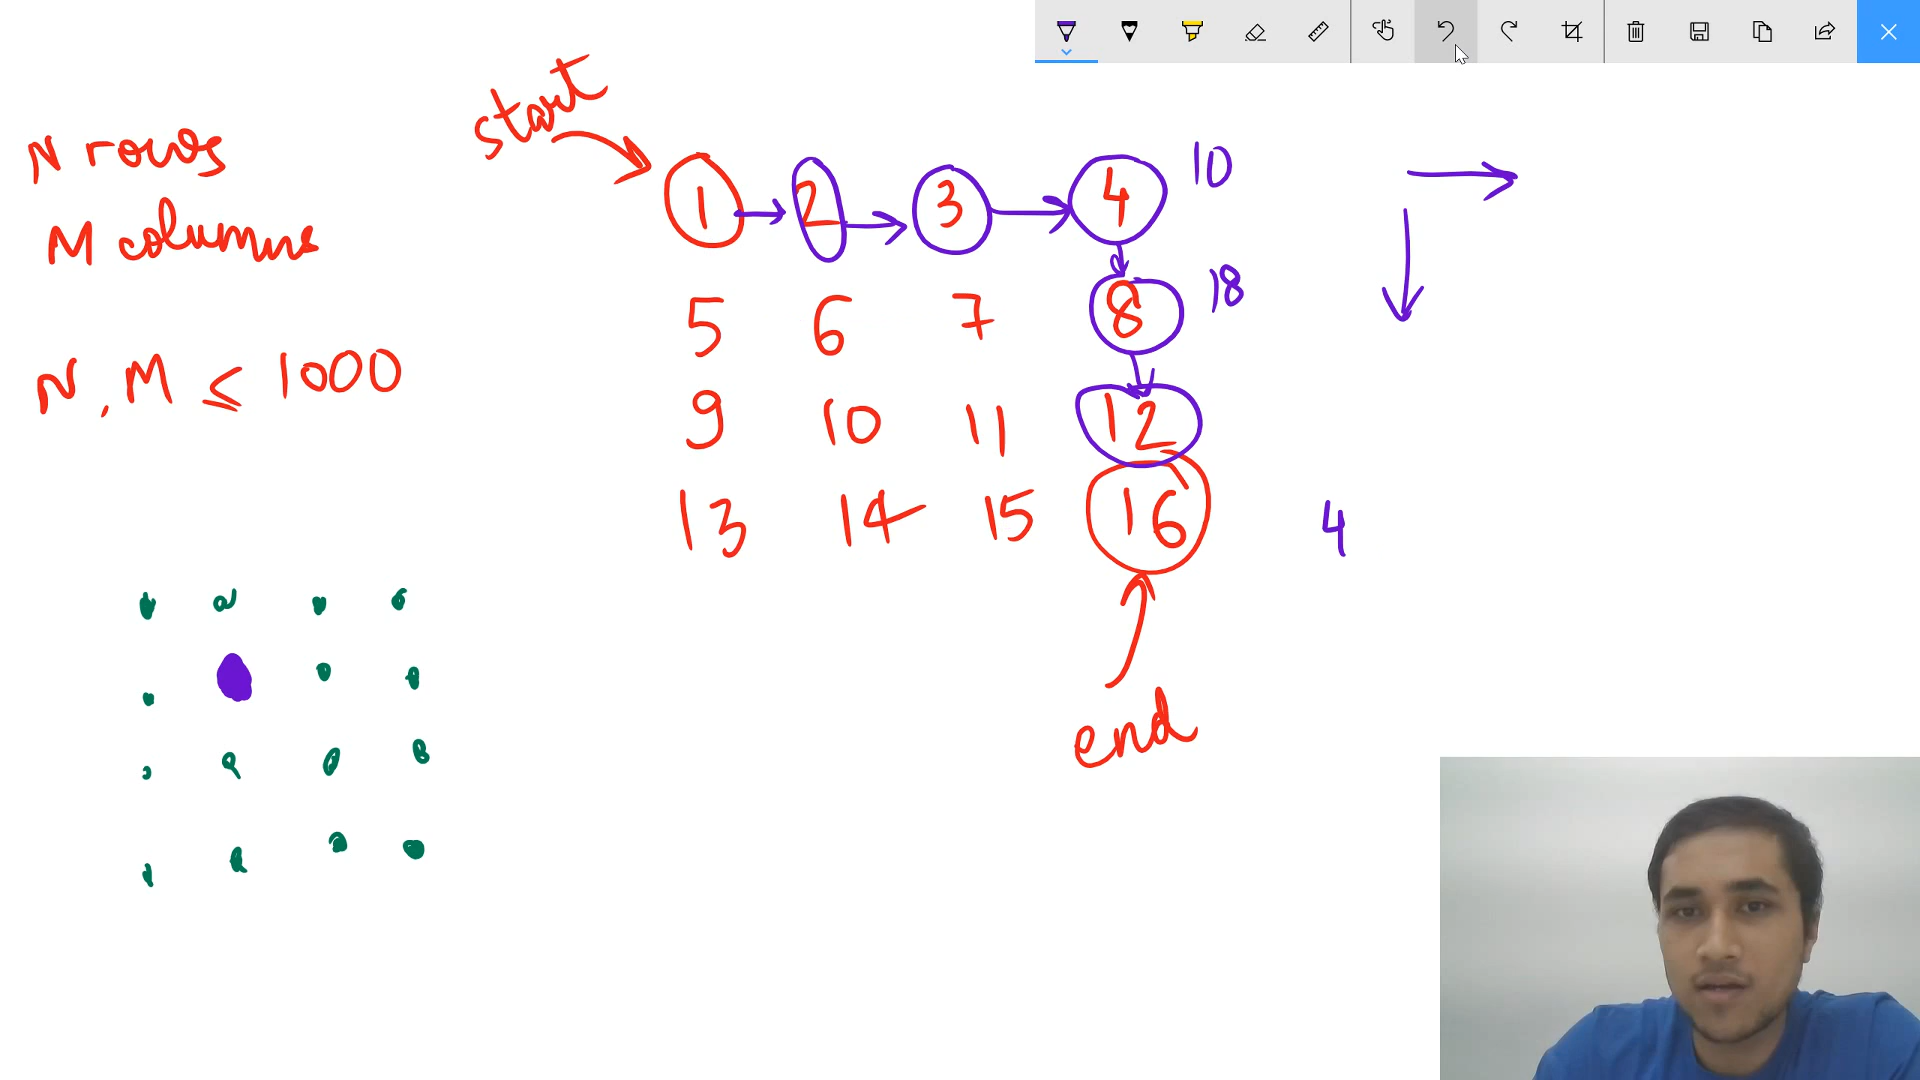 start
N rows
M columns
N, M ≤ 1000
1 2 3 4 10
5 6 7 8 18
9 10 11 12
13 14 15 16 4
end